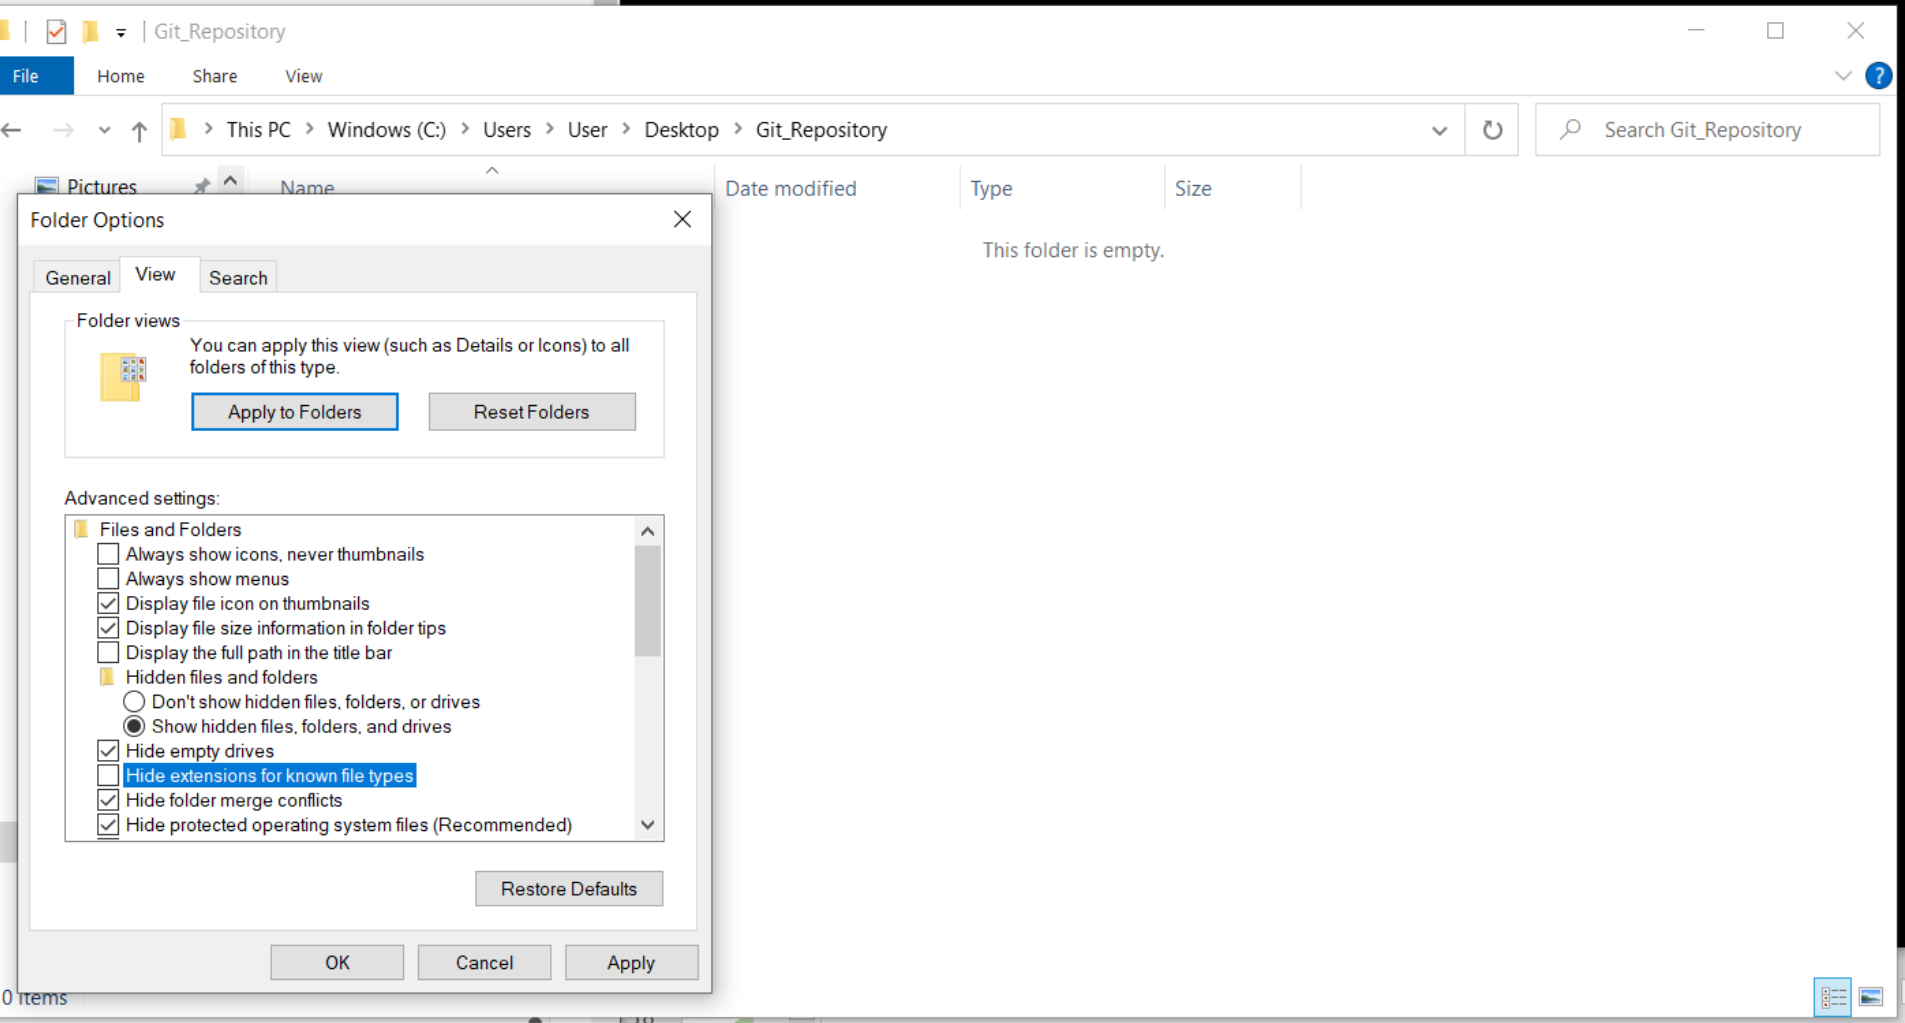 Git_Repository
File Home Share View
This PC > Windows (C:) > Users > User > Desktop > Git_Repository
Search Git_Repository
Pictures
Name Date modified Type Size
This folder is empty.
Folder Options
General View Search
Folder views
You can apply this view (such as Details or Icons) to all
folders of this type.
Apply to Folders Reset Folders
Advanced settings:
Files and Folders
Always show icons, never thumbnails
Always show menus
Display file icon on thumbnails
Display file size information in folder tips
Display the full path in the title bar
Hidden files and folders
Don't show hidden files, folders, or drives
Show hidden files, folders, and drives
Hide empty drives
Hide extensions for known file types
Hide folder merge conflicts
Hide protected operating system files (Recommended)
Restore Defaults
OK Cancel Apply
0 items